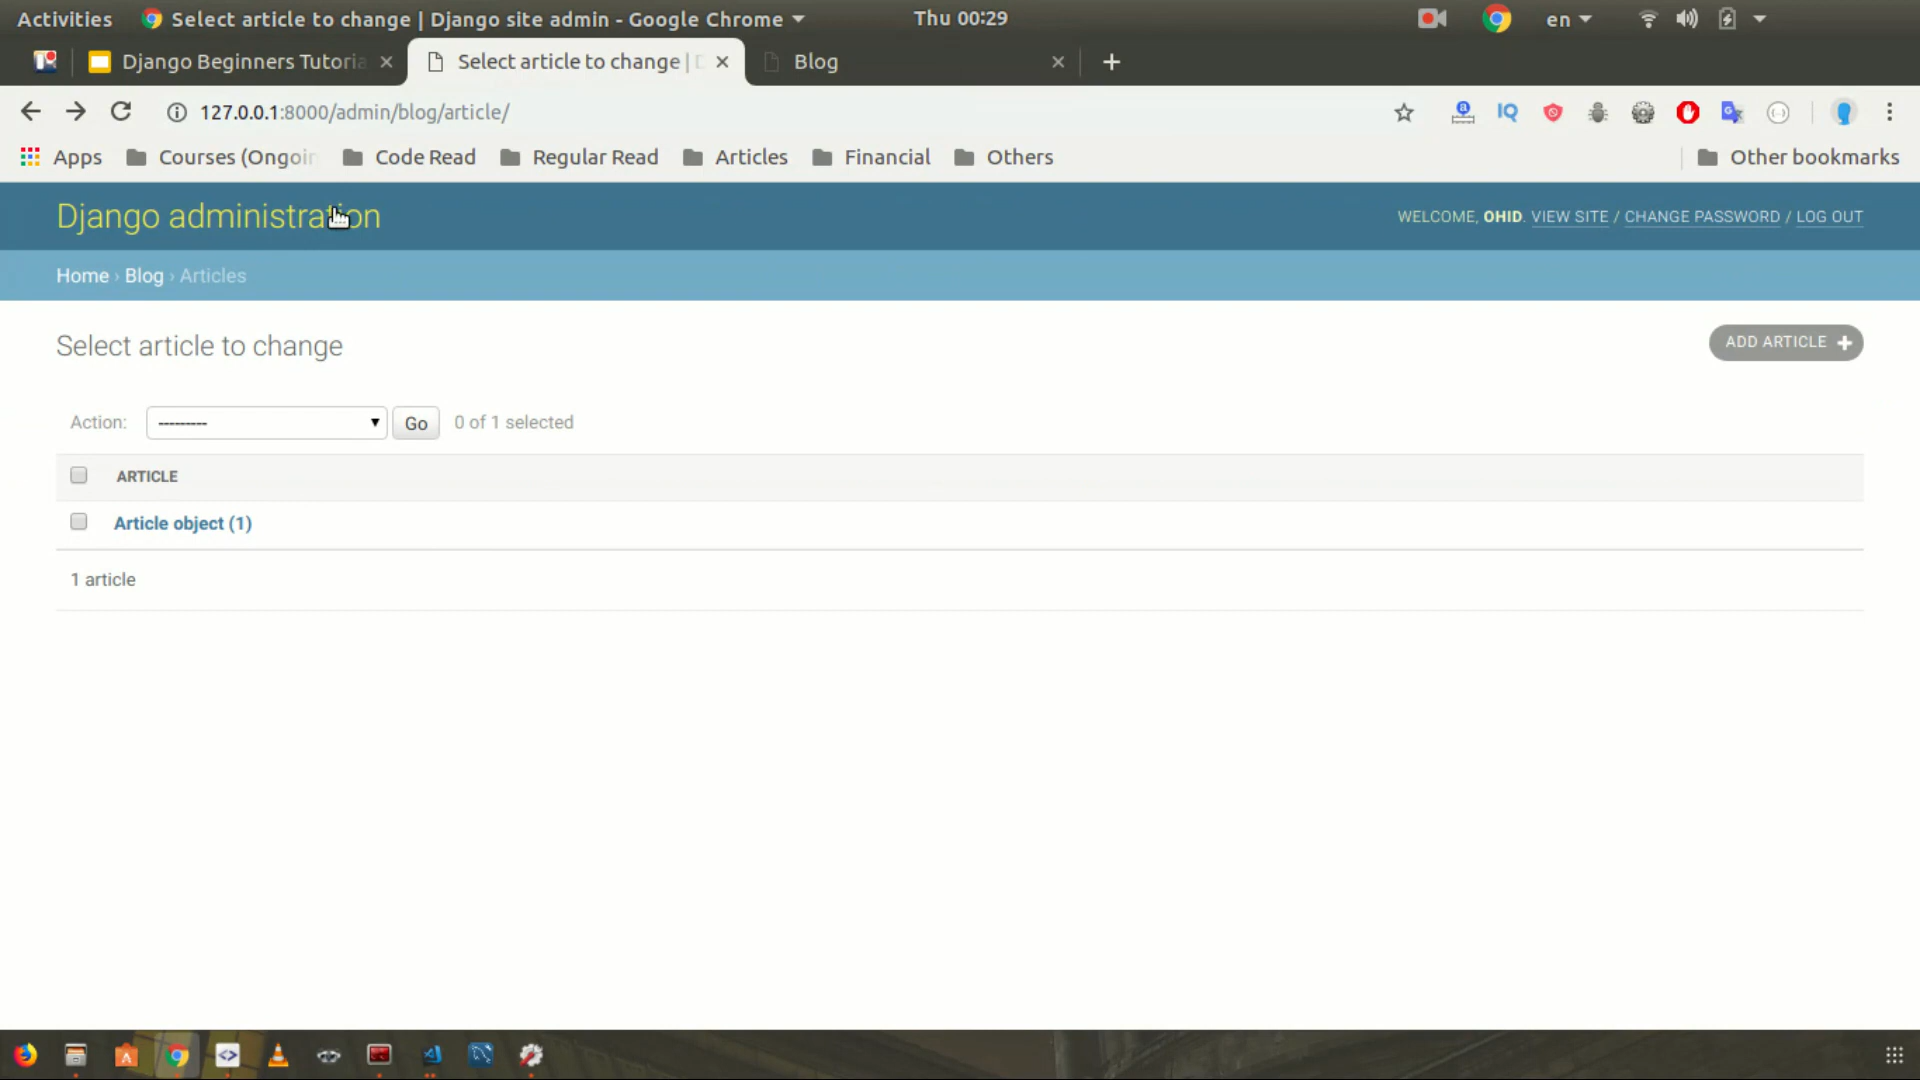 Activities Select article to change | Django site admin - Google Chrome Thu 00:29 en
Django Beginners Tutoria Select article to change | Blog
127.0.0.1:8000/admin/blog/article/
Apps Courses (Ongoin Code Read Regular Read Articles Financial Others Other bookmarks
Django administration WELCOME, OHID. VIEW SITE / CHANGE PASSWORD / LOG OUT
Home › Blog › Articles
Select article to change ADD ARTICLE +
Action: --------- Go 0 of 1 selected
ARTICLE
Article object (1)
1 article